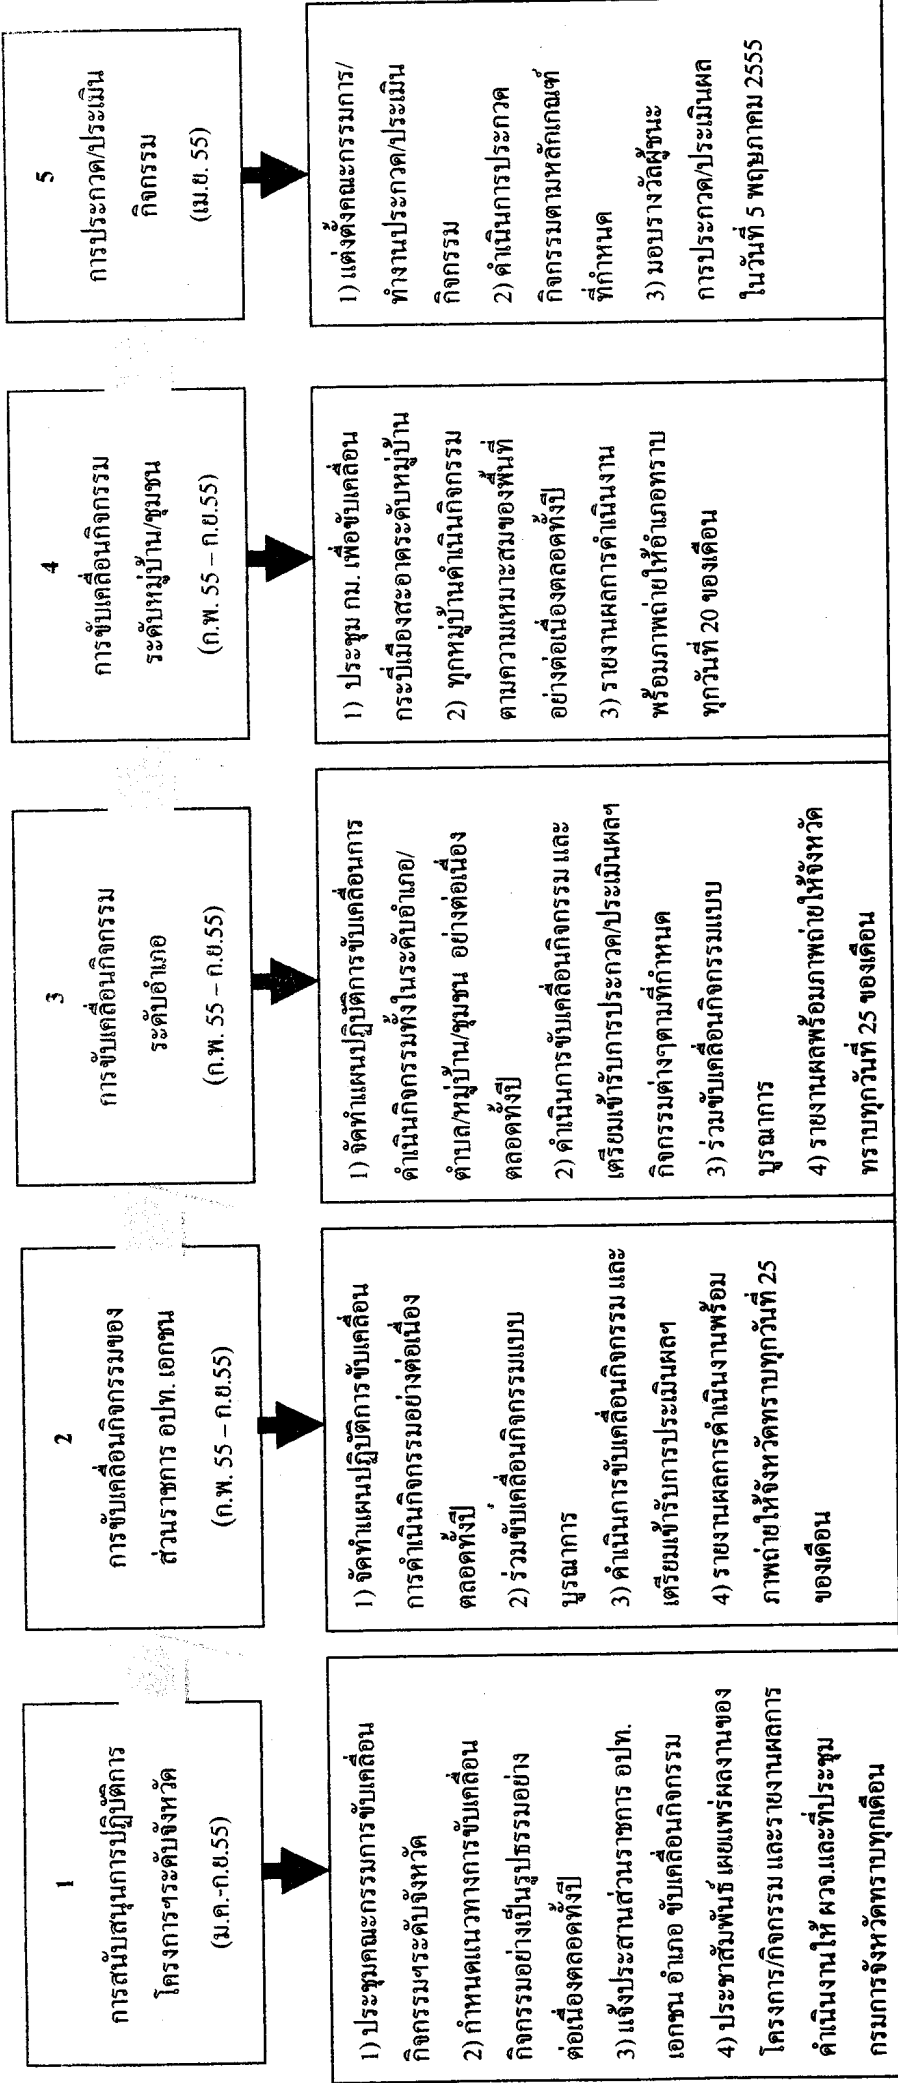 1
การสนับสนุนการปฏิบัติการ
โครงการฯระดับจังหวัด
(ม.ค.-ก.ย.55)
1) ประชุมคณะกรรมการขับเคลื่อน
กิจกรรมฯระดับจังหวัด
2) กำหนดแนวทางการขับเคลื่อน
กิจกรรมอย่างเป็นรูปธรรมอย่าง
ต่อเนื่องตลอดทั้งปี
3) แจ้งประสานส่วนราชการ อปท.
เอกชน อำเภอ ขับเคลื่อนกิจกรรม
4) ประชาสัมพันธ์ เผยแพร่ผลงานของ
โครงการ/กิจกรรม และรายงานผลการ
ดำเนินงานให้ ผวจ.และที่ประชุม
กรมการจังหวัดทราบทุกเดือน
2
การขับเคลื่อนกิจกรรมของ
ส่วนราชการ อปท. เอกชน
(ก.พ. 55 – ก.ย.55)
1) จัดทำแผนปฏิบัติการขับเคลื่อน
การดำเนินกิจกรรมอย่างต่อเนื่อง
ตลอดทั้งปี
2) ร่วมขับเคลื่อนกิจกรรมแบบ
บูรณาการ
3) ดำเนินการขับเคลื่อนกิจกรรม และ
เตรียมเข้ารับการประเมินผลฯ
4) รายงานผลการดำเนินงานพร้อม
ภาพถ่ายให้จังหวัดทราบทุกวันที่ 25
ของเดือน
3
การขับเคลื่อนกิจกรรม
ระดับอำเภอ
(ก.พ. 55 – ก.ย.55)
1) จัดทำแผนปฏิบัติการขับเคลื่อนการ
ดำเนินกิจกรรมทั้งในระดับอำเภอ/
ตำบล/หมู่บ้าน/ชุมชน อย่างต่อเนื่อง
ตลอดทั้งปี
2) ดำเนินการขับเคลื่อนกิจกรรม และ
เตรียมเข้ารับการประกวด/ประเมินผลฯ
กิจกรรมต่างๆตามที่กำหนด
3) ร่วมขับเคลื่อนกิจกรรมแบบ
บูรณาการ
4) รายงานผลพร้อมภาพถ่ายให้จังหวัด
ทราบทุกวันที่ 25 ของเดือน
4
การขับเคลื่อนกิจกรรม
ระดับหมู่บ้าน/ชุมชน
(ก.พ. 55 – ก.ย.55)
1) ประชุม กม. เพื่อขับเคลื่อน
กระบี่เมืองสะอาดระดับหมู่บ้าน
2) ทุกหมู่บ้านดำเนินกิจกรรม
ตามความเหมาะสมของพื้นที่
อย่างต่อเนื่องตลอดทั้งปี
3) รายงานผลการดำเนินงาน
พร้อมภาพถ่ายให้อำเภอทราบ
ทุกวันที่ 20 ของเดือน
5
การประกวด/ประเมิน
กิจกรรม
(เม.ย. 55)
1) แต่งตั้งคณะกรรมการ/
ทำงานประกวด/ประเมิน
กิจกรรม
2) ดำเนินการประกวด
กิจกรรมตามหลักเกณฑ์
ที่กำหนด
3) มอบรางวัลผู้ชนะ
การประกวด/ประเมินผล
ในวันที่ 5 พฤษภาคม 2555